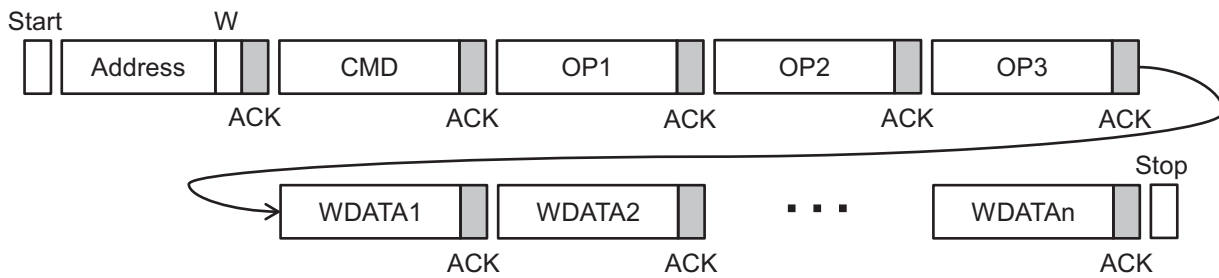 Start W
Address CMD OP1 OP2 OP3
ACK ACK ACK ACK ACK
Stop
WDATA1 WDATA2 ▪ ▪ ▪ WDATAn
ACK ACK ACK